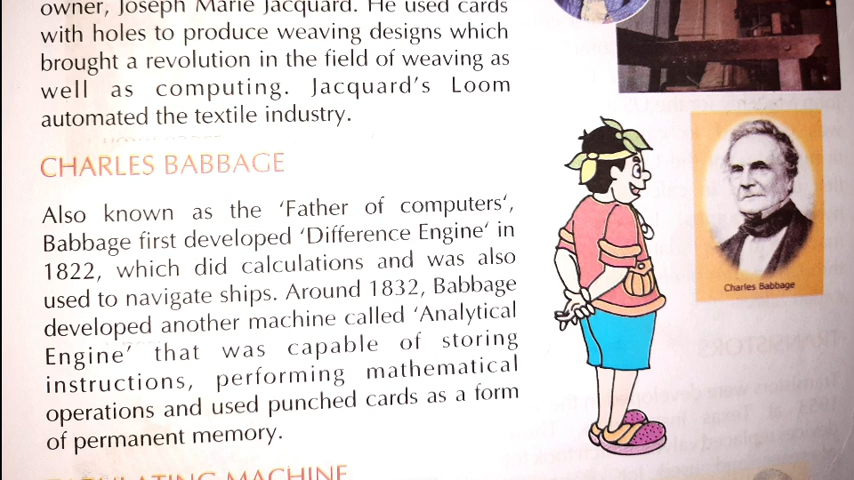 owner, Joseph Marie Jacquard. He used cards
with holes to produce weaving designs which
brought a revolution in the field of weaving as
well as computing. Jacquard's Loom
automated the textile industry.
CHARLES BABBAGE
Also known as the 'Father of computers',
Babbage first developed 'Difference Engine' in
1822, which did calculations and was also
used to navigate ships. Around 1832, Babbage
developed another machine called 'Analytical
Engine' that was capable of storing
instructions, performing mathematical
operations and used punched cards as a form
of permanent memory.
MACHINE
Charles Babbage